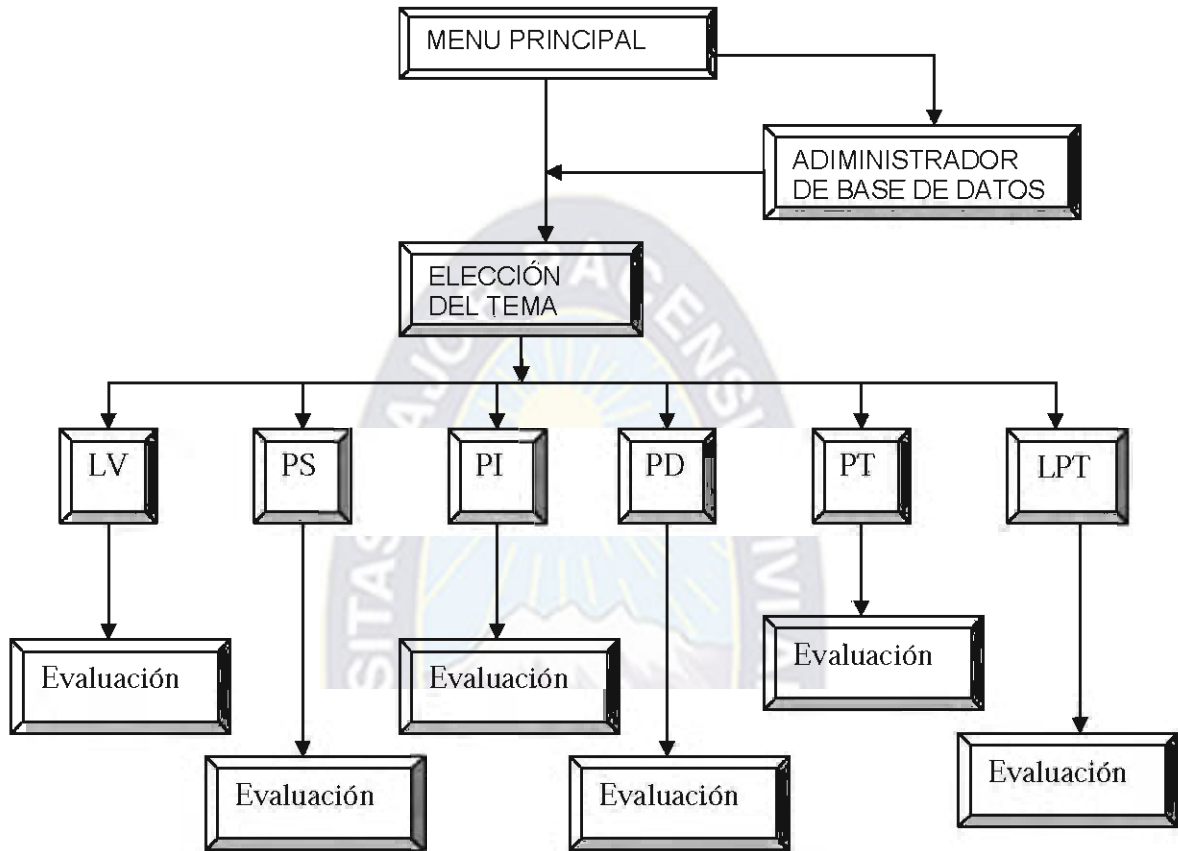 MENU PRINCIPAL
ADIMINISTRADOR
DE BASE DE DATOS
ELECCIÓN
DEL TEMA
LV
PS
PI
PD
PT
LPT
Evaluación
Evaluación
Evaluación
Evaluación
Evaluación
Evaluación